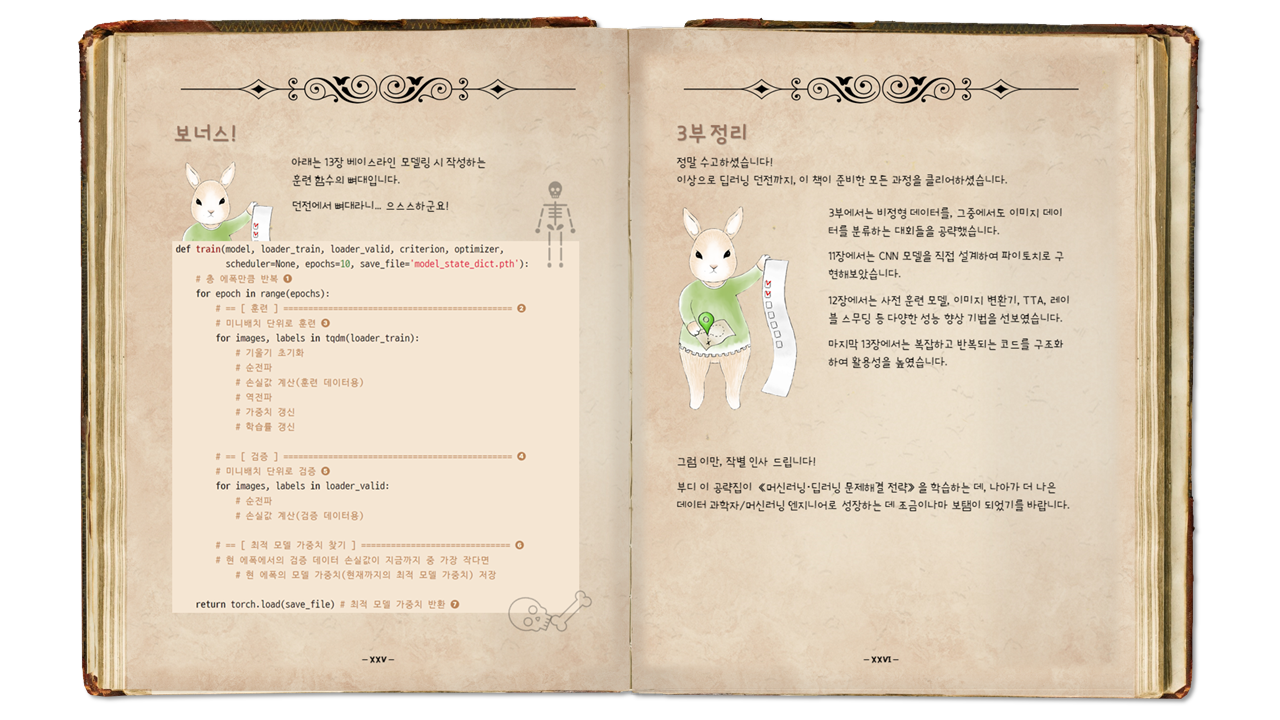 보너스!
아래는 13장 베이스라인 모델링 시 작성하는
훈련 함수의 뼈대입니다.
던전에서 뼈대라니... 으스스하군요!
def train(model, loader_train, loader_valid, criterion, optimizer,
scheduler=None, epochs=10, save_file='model_state_dict.pth'):
# 총 에폭만큼 반복 ❶
for epoch in range(epochs):
# == [ 훈련 ] ============================================== ❷
# 미니배치 단위로 훈련 ❸
for images, labels in tqdm(loader_train):
# 기울기 초기화
# 순전파
# 손실값 계산(훈련 데이터용)
# 역전파
# 가중치 갱신
# 학습률 갱신
# == [ 검증 ] ============================================== ❹
# 미니배치 단위로 검증 ❺
for images, labels in loader_valid:
# 순전파
# 손실값 계산(검증 데이터용)
# == [ 최적 모델 가중치 찾기 ] ============================== ❻
# 현 에폭에서의 검증 데이터 손실값이 지금까지 중 가장 작다면
# 현 에폭의 모델 가중치(현재까지의 최적 모델 가중치) 저장
return torch.load(save_file) # 최적 모델 가중치 반환 ❼
– XXV –
3부 정리
정말 수고하셨습니다!
이상으로 딥러닝 던전까지, 이 책이 준비한 모든 과정을 클리어하셨습니다.
3부에서는 비정형 데이터를, 그중에서도 이미지 데이
터를 분류하는 대회들을 공략했습니다.
11장에서는 CNN 모델을 직접 설계하여 파이토치로 구
현해보았습니다.
12장에서는 사전 훈련 모델, 이미지 변환기, TTA, 레이
블 스무딩 등 다양한 성능 향상 기법을 선보였습니다.
마지막 13장에서는 복잡하고 반복되는 코드를 구조화
하여 활용성을 높였습니다.
그럼 이만, 작별 인사 드립니다!
부디 이 공략집이 《머신러닝·딥러닝 문제해결 전략》을 학습하는 데, 나아가 더 나은
데이터 과학자/머신러닝 엔지니어로 성장하는 데 조금이나마 보탬이 되었기를 바랍니다.
– XXVI –